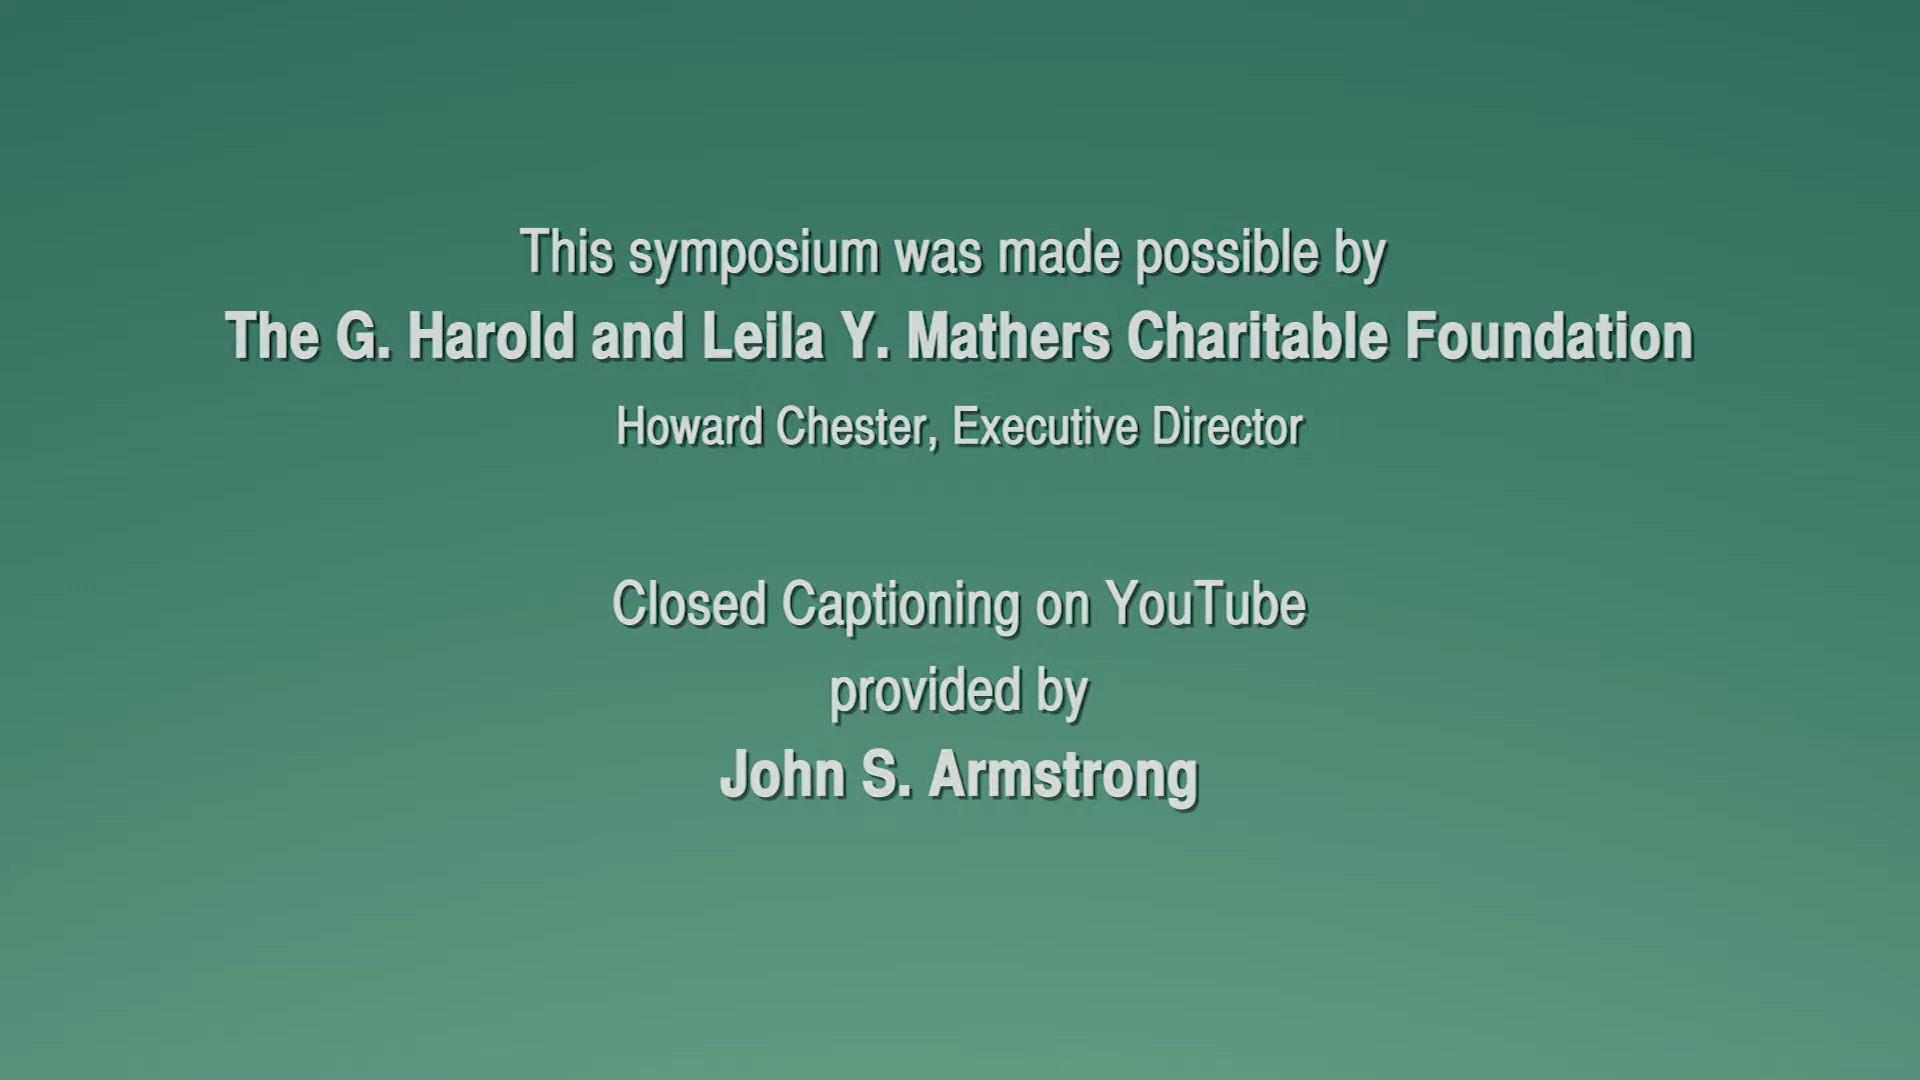 This symposium was made possible by
The G. Harold and Leila Y. Mathers Charitable Foundation
Howard Chester, Executive Director
Closed Captioning on YouTube
provided by
John S. Armstrong